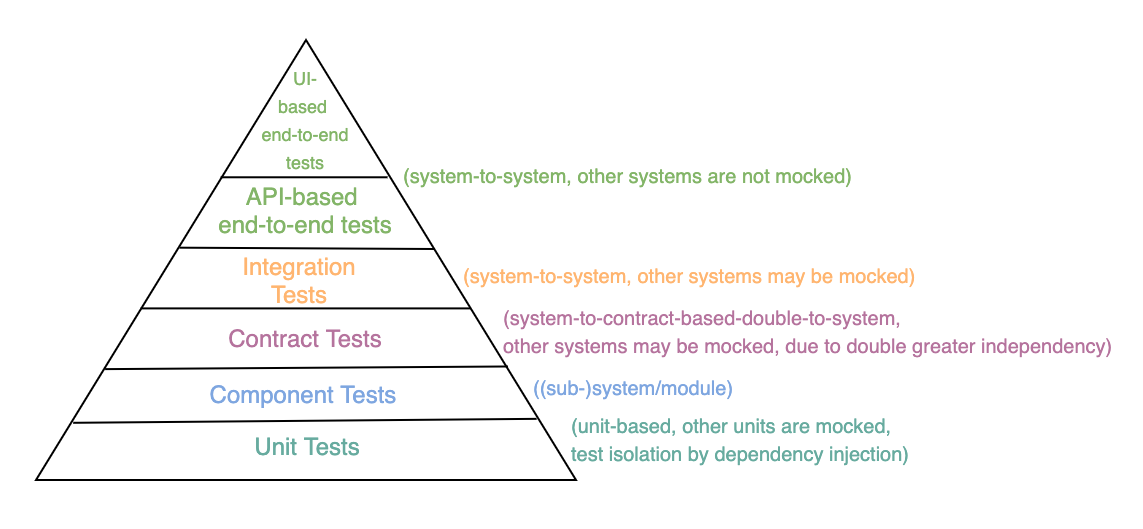 UI-
based
end-to-end
tests
(system-to-system, other systems are not mocked)
API-based
end-to-end tests
Integration
Tests
(system-to-system, other systems may be mocked)
Contract Tests
(system-to-contract-based-double-to-system,
other systems may be mocked, due to double greater independency)
Component Tests
((sub-)system/module)
Unit Tests
(unit-based, other units are mocked,
test isolation by dependency injection)